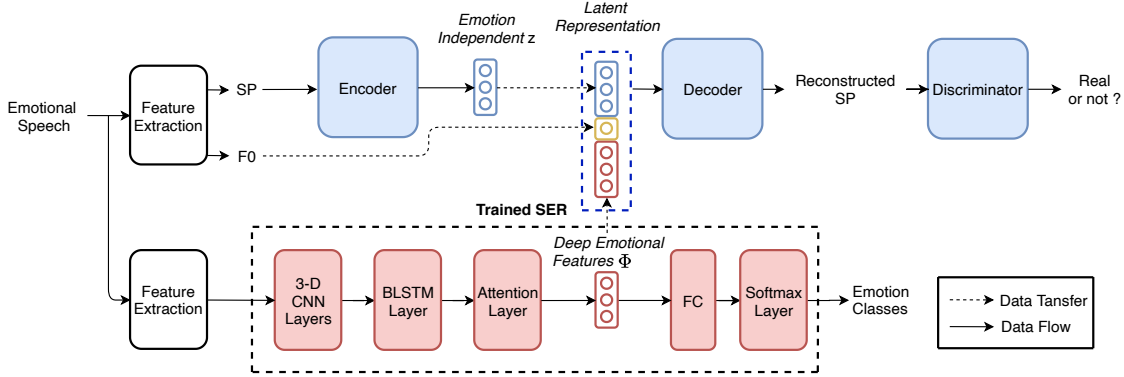 Emotional
Speech
Feature
Extraction
SP
F0
Encoder
Emotion
Independent z
Latent
Representation
Decoder
Reconstructed
SP
Discriminator
Real
or not ?
Trained SER
Feature
Extraction
3-D
CNN
Layers
BLSTM
Layer
Attention
Layer
Deep Emotional
Features Φ
FC
Softmax
Layer
Emotion
Classes
Data Tansfer
Data Flow